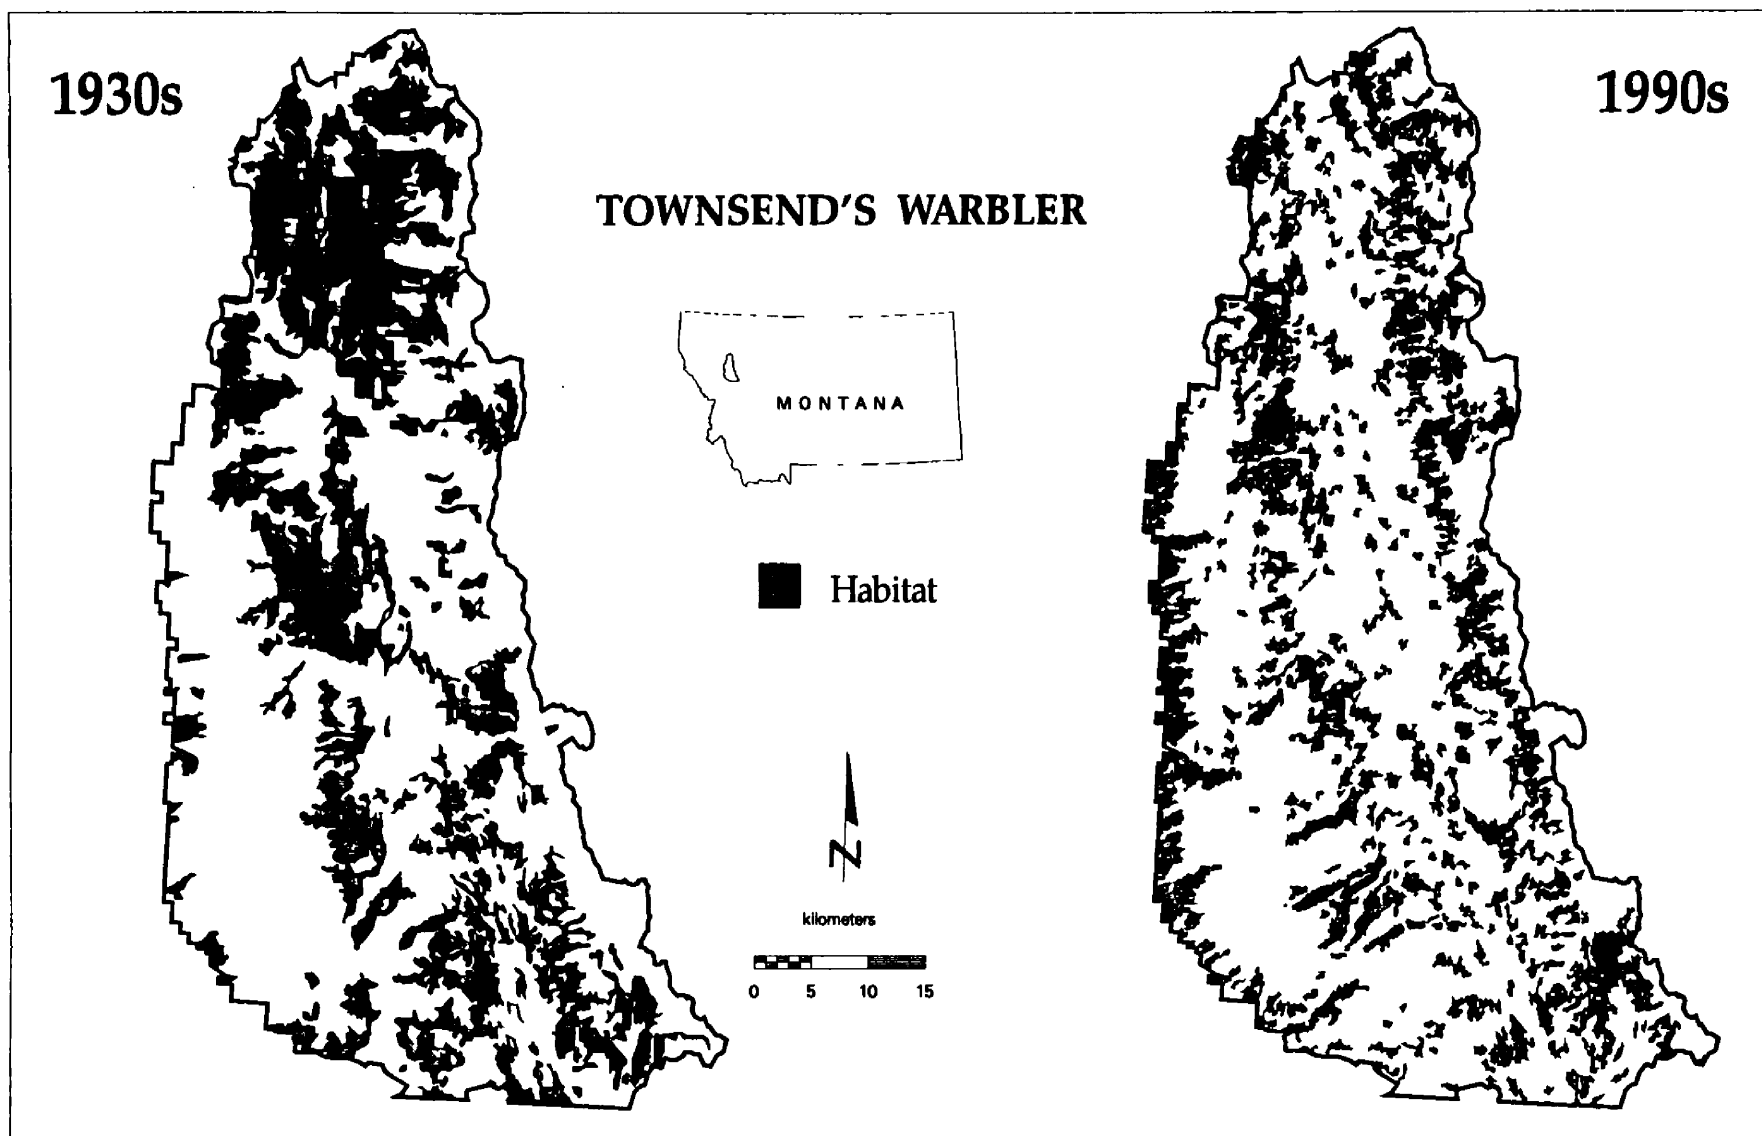 1930s
1990s
TOWNSEND'S WARBLER
MONTANA
Habitat
N
kilometers
0 5 10 15